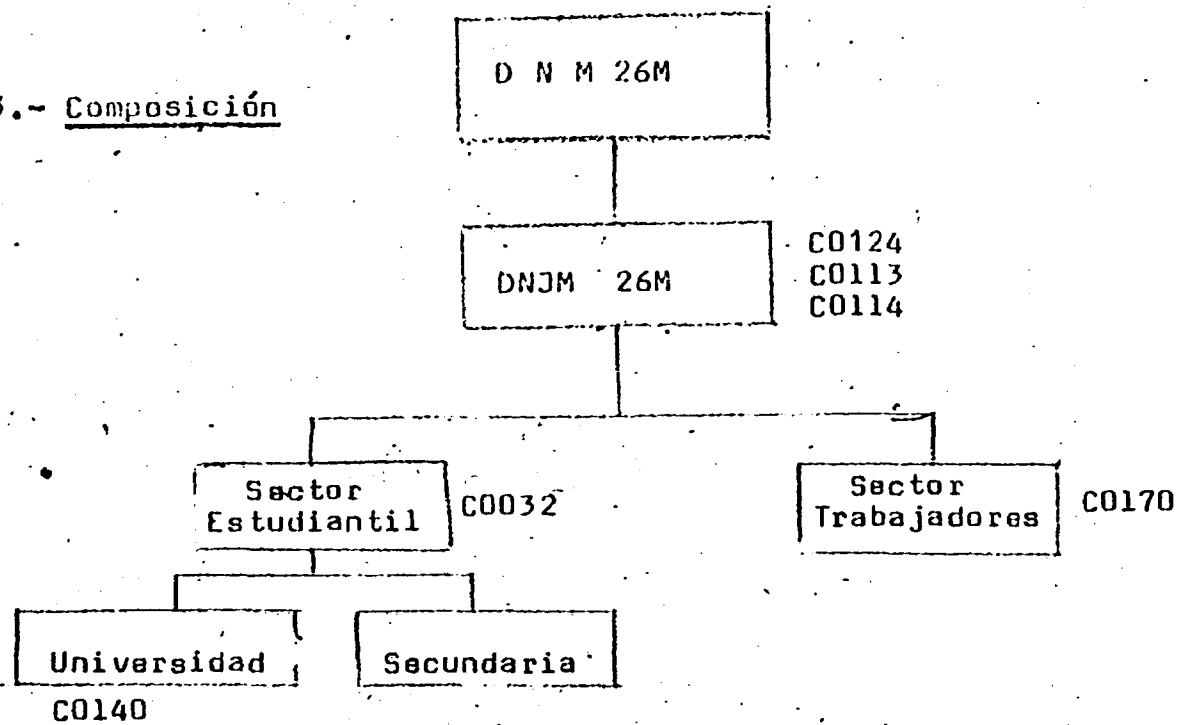 D N M 26M
3.- Composición
DNJM 26M
C0124
C0113
C0114
Sector
Estudiantil
C0032
Sector
Trabajadores
C0170
Universidad
Secundaria
C0140